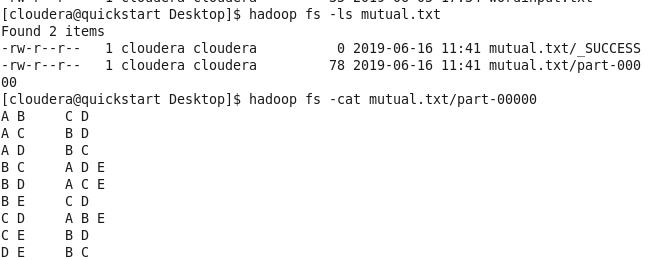 [cloudera@quickstart Desktop]$ hadoop fs -ls mutual.txt
Found 2 items
-rw-r--r--   1 cloudera cloudera         0 2019-06-16 11:41 mutual.txt/_SUCCESS
-rw-r--r--   1 cloudera cloudera        78 2019-06-16 11:41 mutual.txt/part-000
00
[cloudera@quickstart Desktop]$ hadoop fs -cat mutual.txt/part-00000
A B     C D
A C     B D
A D     B C
B C     A D E
B D     A C E
B E     C D
C D     A B E
C E     B D
D E     B C